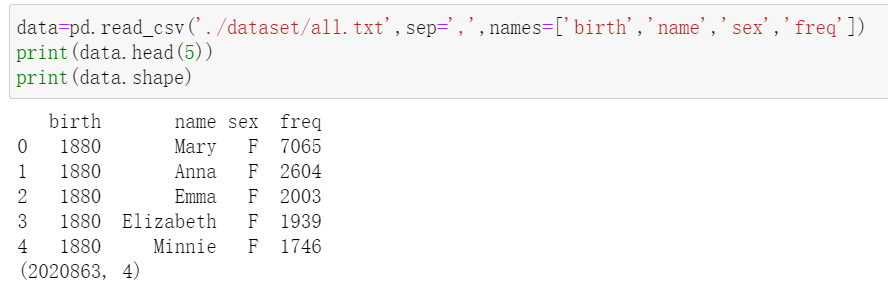 data=pd.read_csv('./dataset/all.txt',sep=',',names=['birth','name','sex','freq'])
print(data.head(5))
print(data.shape)
birth name sex freq
0 1880 Mary F 7065
1 1880 Anna F 2604
2 1880 Emma F 2003
3 1880 Elizabeth F 1939
4 1880 Minnie F 1746
(2020863, 4)